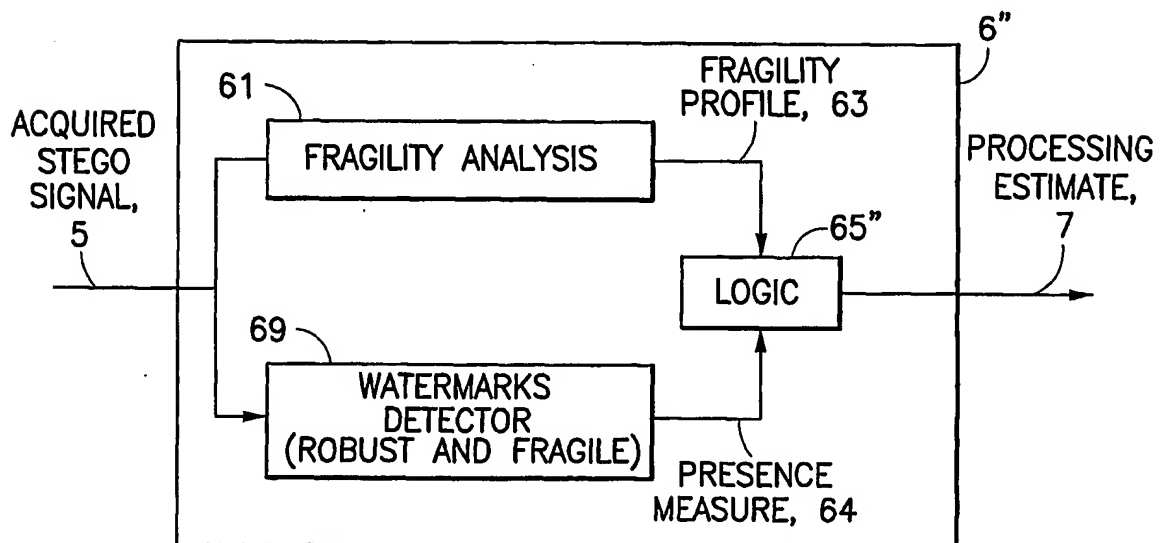 6”
61
FRAGILITY
PROFILE, 63
ACQUIRED
STEGO
SIGNAL,
5
FRAGILITY ANALYSIS
PROCESSING
ESTIMATE,
7
65”
LOGIC
69
WATERMARKS
DETECTOR
(ROBUST AND FRAGILE)
PRESENCE
MEASURE, 64